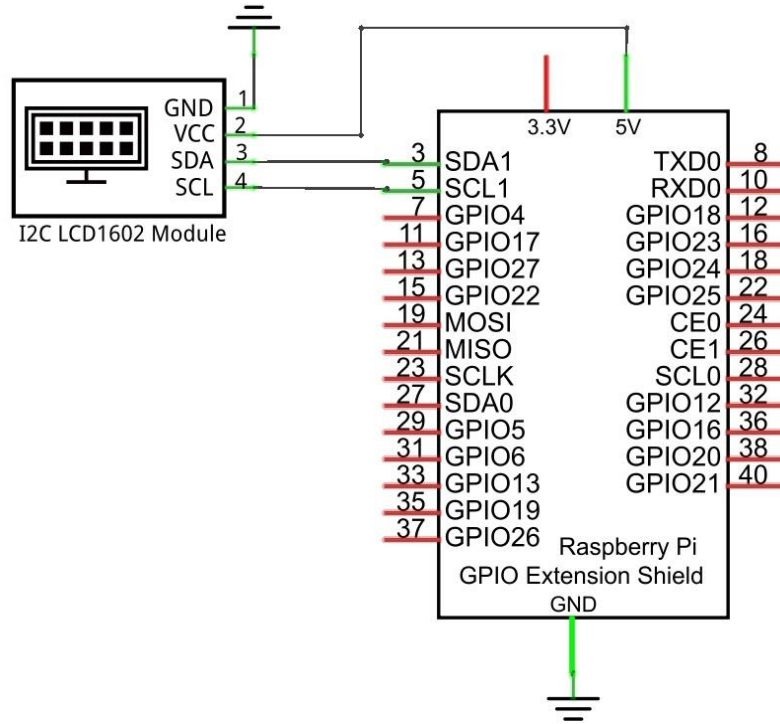 GND 1
VCC 2
SDA 3
SCL 4
I2C LCD1602 Module
3.3V 5V
3 SDA1 TXD0 8
5 SCL1 RXD0 10
7 GPIO4 GPIO18 12
11 GPIO17 GPIO23 16
13 GPIO27 GPIO24 18
15 GPIO22 GPIO25 22
19 MOSI CE0 24
21 MISO CE1 26
23 SCLK SCL0 28
27 SDA0 GPIO12 32
29 GPIO5 GPIO16 36
31 GPIO6 GPIO20 38
33 GPIO13 GPIO21 40
35 GPIO19
37 GPIO26
Raspberry Pi
GPIO Extension Shield
GND